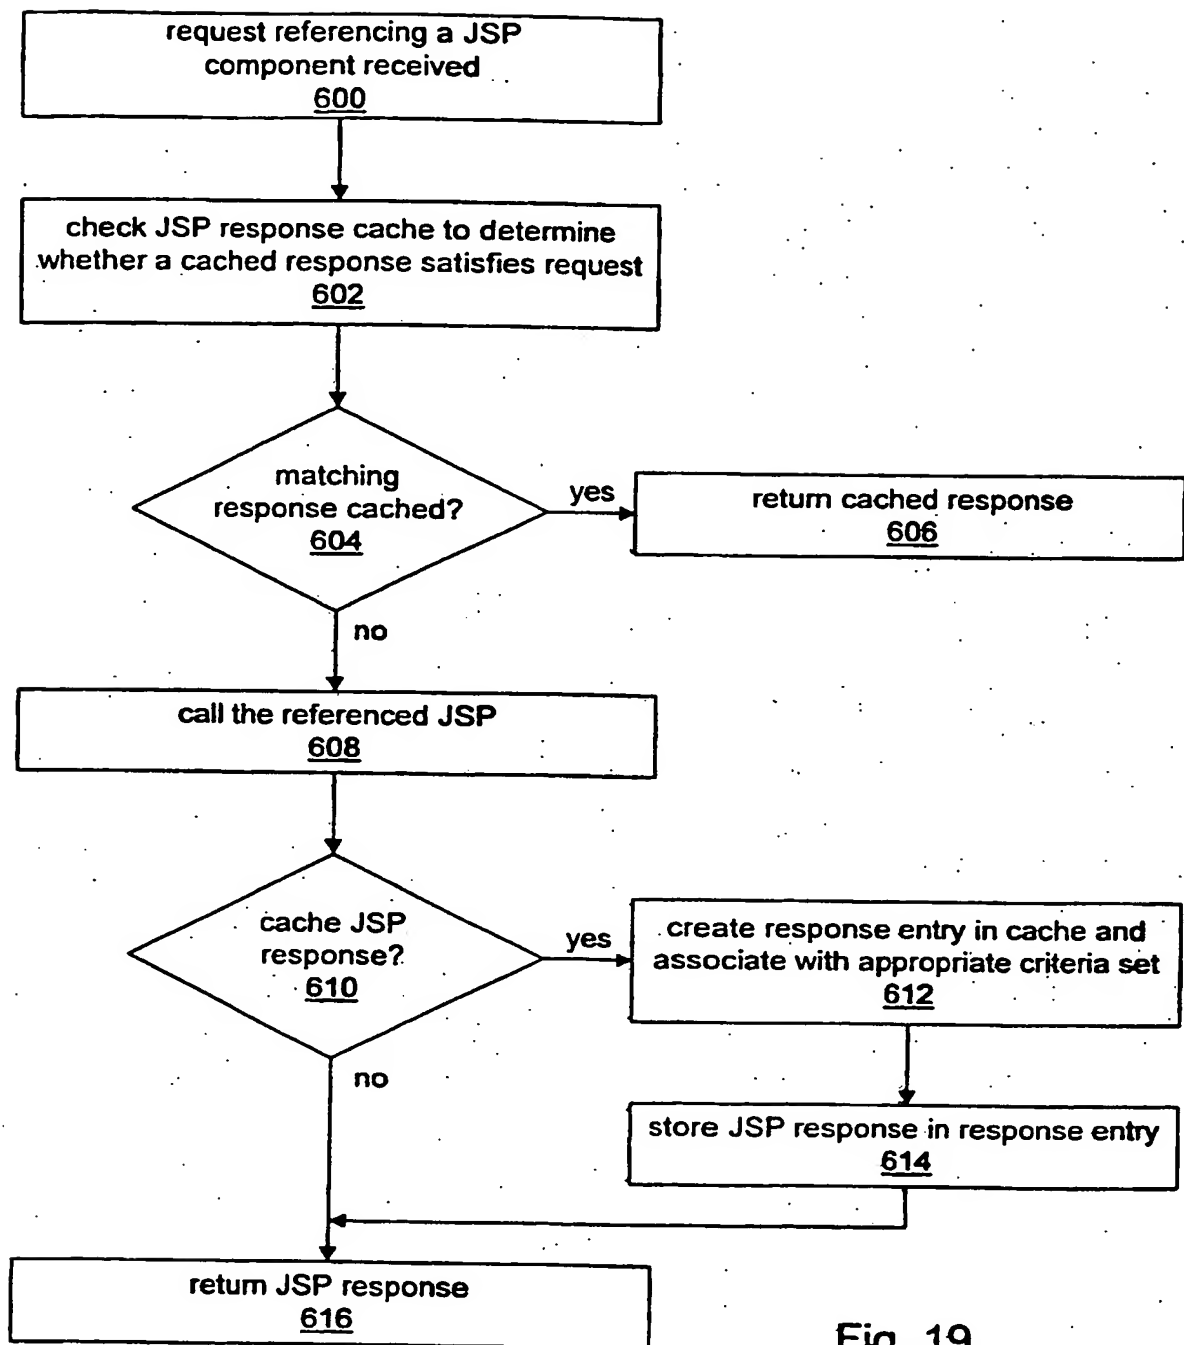 request referencing a JSP
component received
600
check JSP response cache to determine
whether a cached response satisfies request
602
matching
response cached?
604
yes
return cached response
606
no
call the referenced JSP
608
cache JSP
response?
610
yes
create response entry in cache and
associate with appropriate criteria set
612
no
store JSP response in response entry
614
return JSP response
616
Fig. 19